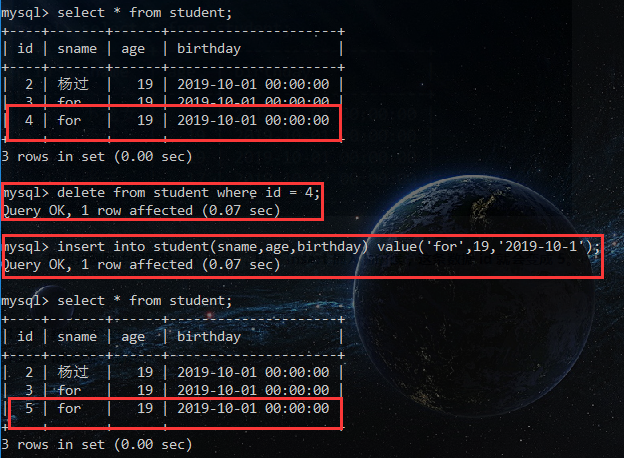 mysql> select * from student;
+----+-------+------+---------------------+
| id | sname | age  | birthday            |
+----+-------+------+---------------------+
|  2 | 杨过  |   19 | 2019-10-01 00:00:00 |
|  3 | for   |   19 | 2019-10-01 00:00:00 |
|  4 | for   |   19 | 2019-10-01 00:00:00 |
+----+-------+------+---------------------+
3 rows in set (0.00 sec)
mysql> delete from student where id = 4;
Query OK, 1 row affected (0.07 sec)
mysql> insert into student(sname,age,birthday) value('for',19,'2019-10-1');
Query OK, 1 row affected (0.07 sec)
mysql> select * from student;
+----+-------+------+---------------------+
| id | sname | age  | birthday            |
+----+-------+------+---------------------+
|  2 | 杨过  |   19 | 2019-10-01 00:00:00 |
|  3 | for   |   19 | 2019-10-01 00:00:00 |
|  5 | for   |   19 | 2019-10-01 00:00:00 |
+----+-------+------+---------------------+
3 rows in set (0.00 sec)